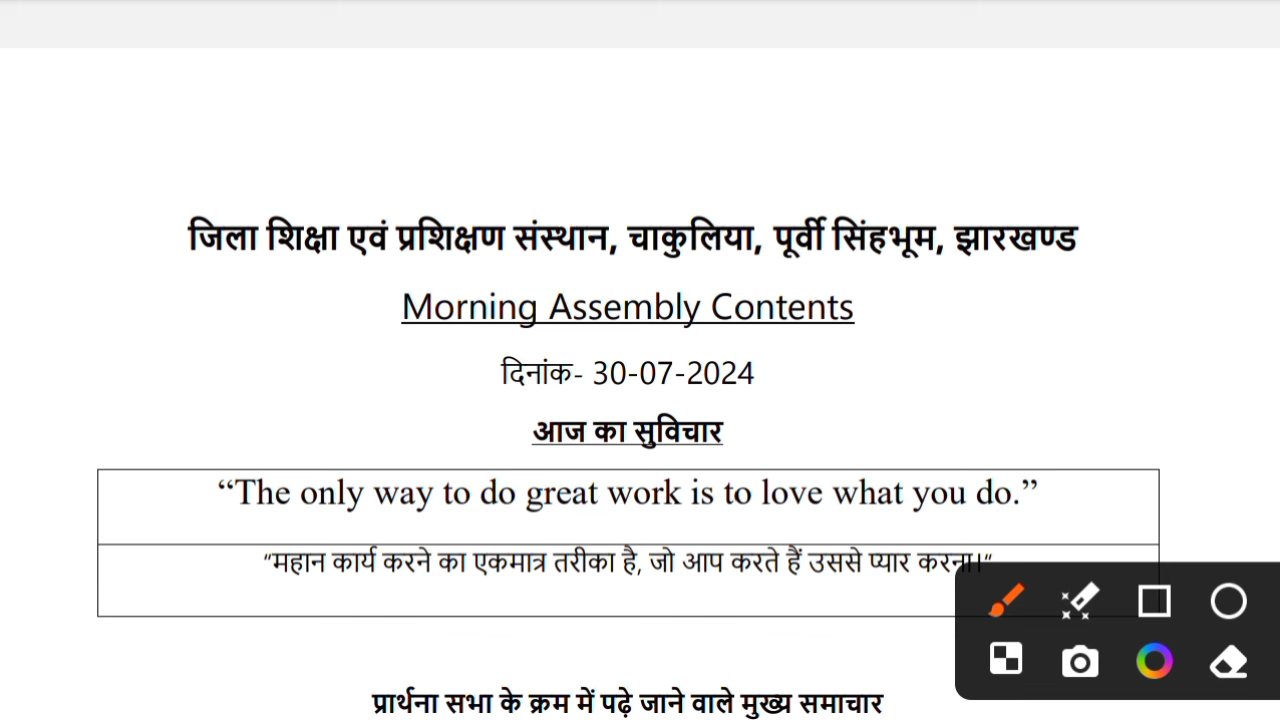 जिला शिक्षा एवं प्रशिक्षण संस्थान, चाकुलिया, पूर्वी सिंहभूम, झारखण्ड
Morning Assembly Contents
दिनांक- 30-07-2024
आज का सुविचार
“The only way to do great work is to love what you do.”
“महान कार्य करने का एकमात्र तरीका है, जो आप करते हैं उससे प्यार करना।“
प्रार्थना सभा के क्रम में पढ़े जाने वाले मुख्य समाचार